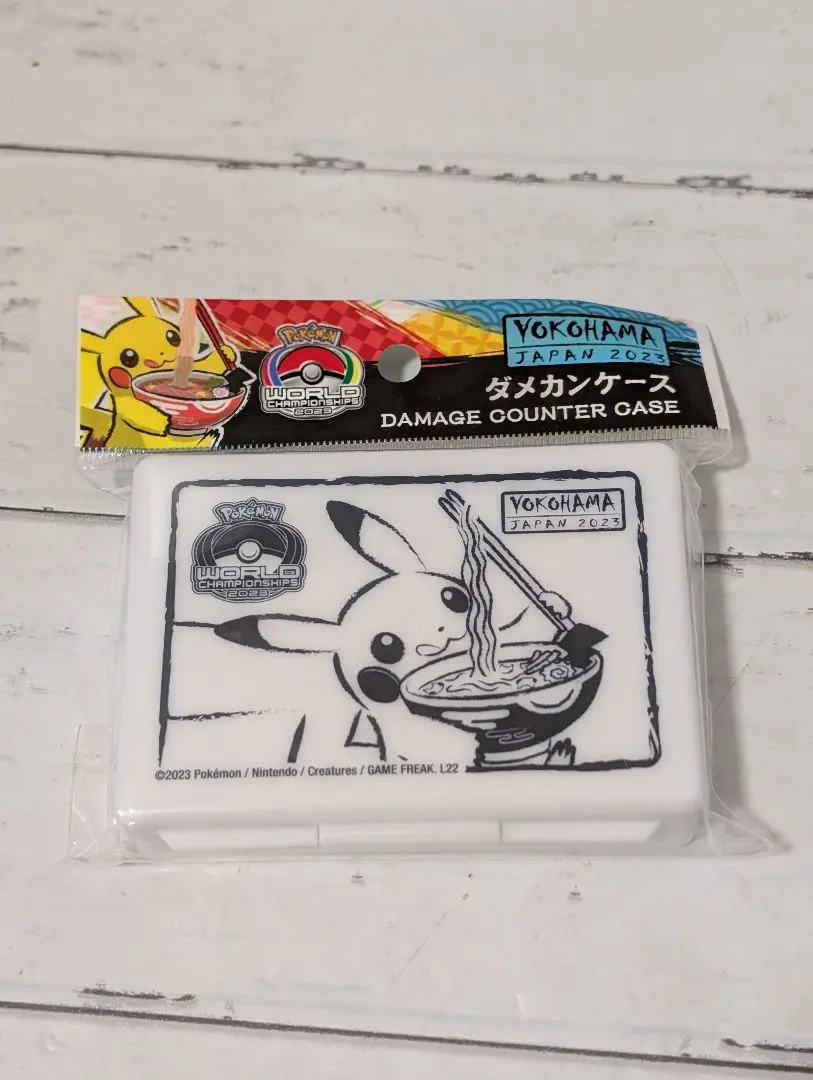 Pokémon
WORLD
CHAMPIONSHIPS
2023
YOKOHAMA
JAPAN 2023
ダメカンケース
DAMAGE COUNTER CASE
Pokémon
WORLD
CHAMPIONSHIPS
2023
YOKOHAMA
JAPAN 2023
©2023 Pokémon / Nintendo / Creatures / GAME FREAK. L22